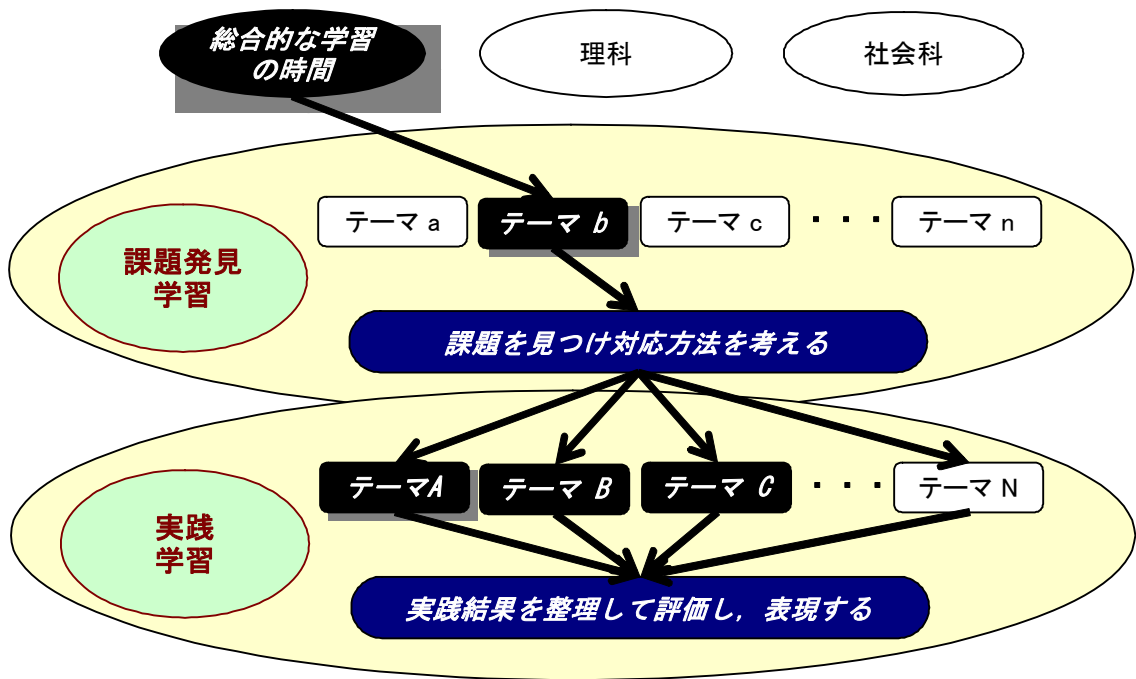 総合的な学習
の時間
理科
社会科
テーマ a
テーマ b
テーマ c
・・・
テーマ n
課題発見
学習
課題を見つけ対応方法を考える
テーマA
テーマ B
テーマ C
・・・
テーマ N
実践
学習
実践結果を整理して評価し，表現する